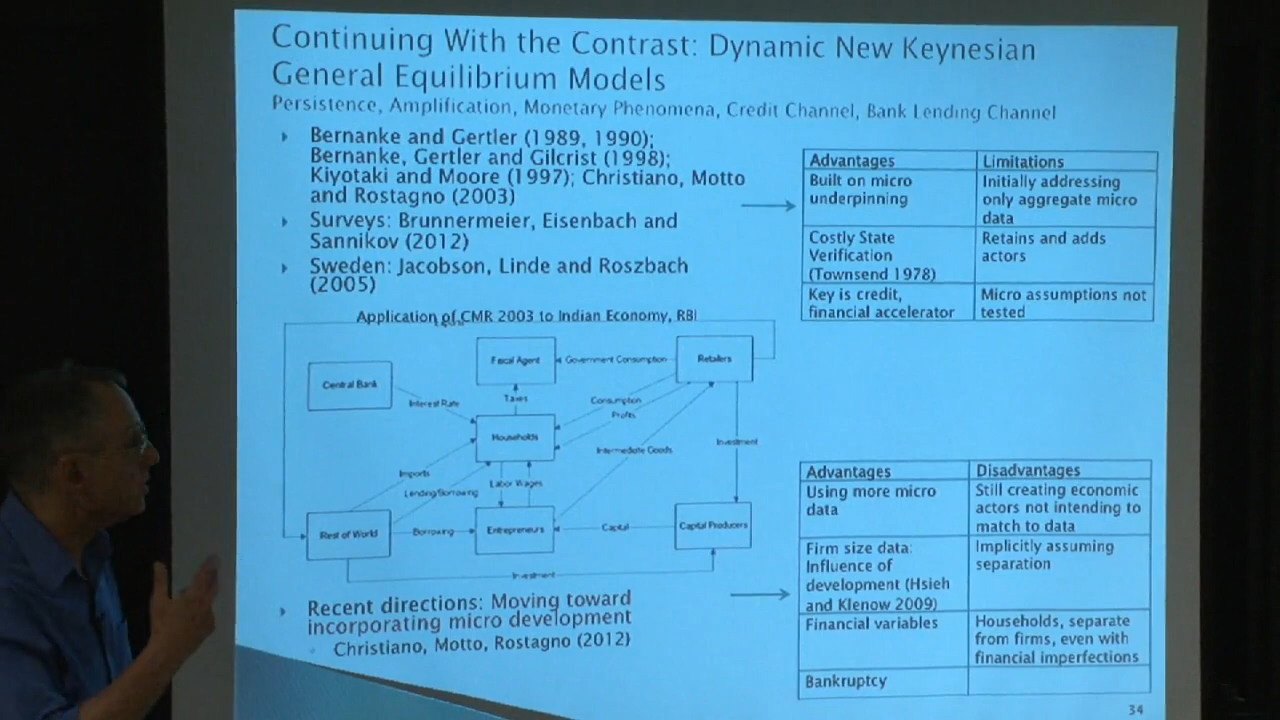 Continuing With the Contrast: Dynamic New Keynesian
General Equilibrium Models
Persistence, Amplification, Monetary Phenomena, Credit Channel, Bank Lending Channel
Bernanke and Gertler (1989, 1990);
Bernanke, Gertler and Gilcrist (1998);
Kiyotaki and Moore (1997); Christiano, Motto
and Rostagno (2003)
Surveys: Brunnermeier, Eisenbach and
Sannikov (2012)
Sweden: Jacobson, Linde and Roszbach
(2005)
Advantages
Limitations
Built on micro
underpinning
Initially addressing
only aggregate micro
data
Costly State
Verification
(Townsend 1978)
Retains and adds
actors
Key is credit,
financial accelerator
Micro assumptions not
tested
Application of CMR 2003 to Indian Economy, RBI
Fiscal Agent
Government Consumption
Retailers
Central Bank
Interest Rate
Taxes
Consumption
Profits
Households
Intermediate Goods
Investment
Imports
Lending/Borrowing
Labor Wages
Rest of World
Borrowing
Entrepreneurs
Capital
Capital Producers
Investment
Recent directions: Moving toward
incorporating micro development
Christiano, Motto, Rostagno (2012)
Advantages
Disadvantages
Using more micro
data
Still creating economic
actors not intending to
match to data
Firm size data:
Influence of
development (Hsieh
and Klenow 2009)
Implicitly assuming
separation
Financial variables
Households, separate
from firms, even with
financial imperfections
Bankruptcy
34